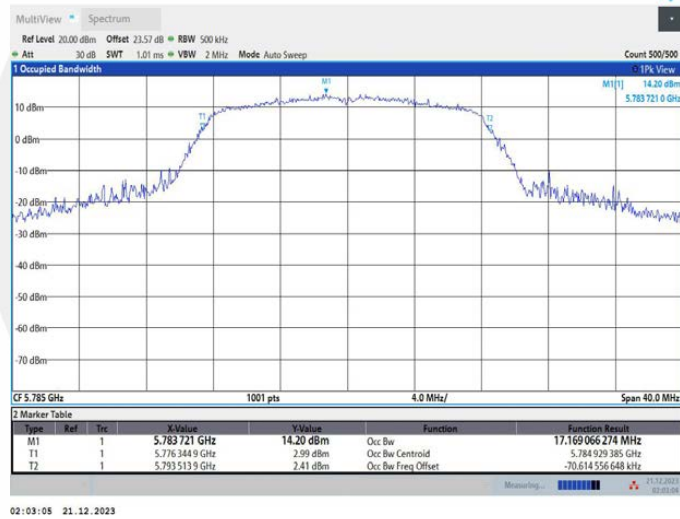 MultiView Spectrum
Ref Level 20.00 dBm Offset 23.57 dB RBW 500 kHz
Att 30 dB SWT 1.01 ms VBW 2 MHz Mode Auto Sweep Count 500/500
1 Occupied Bandwidth 1Pk View
M1[1] 14.20 dBm
5.783 721 0 GHz
M1
T1
T2
10 dBm
0 dBm
-10 dBm
-20 dBm
-30 dBm
-40 dBm
-50 dBm
-60 dBm
-70 dBm
CF 5.785 GHz 1001 pts 4.0 MHz/ Span 40.0 MHz
2 Marker Table
Type Ref Trc X-Value Y-Value Function Function Result
M1 1 5.783 721 GHz 14.20 dBm Occ Bw 17.169 066 274 MHz
T1 1 5.776 344 9 GHz 2.99 dBm Occ Bw Centroid 5.784 929 385 GHz
T2 1 5.793 513 9 GHz 2.41 dBm Occ Bw Freq Offset -70.614 556 648 kHz
Measuring... 21.12.2023
02:03:04
02:03:05 21.12.2023